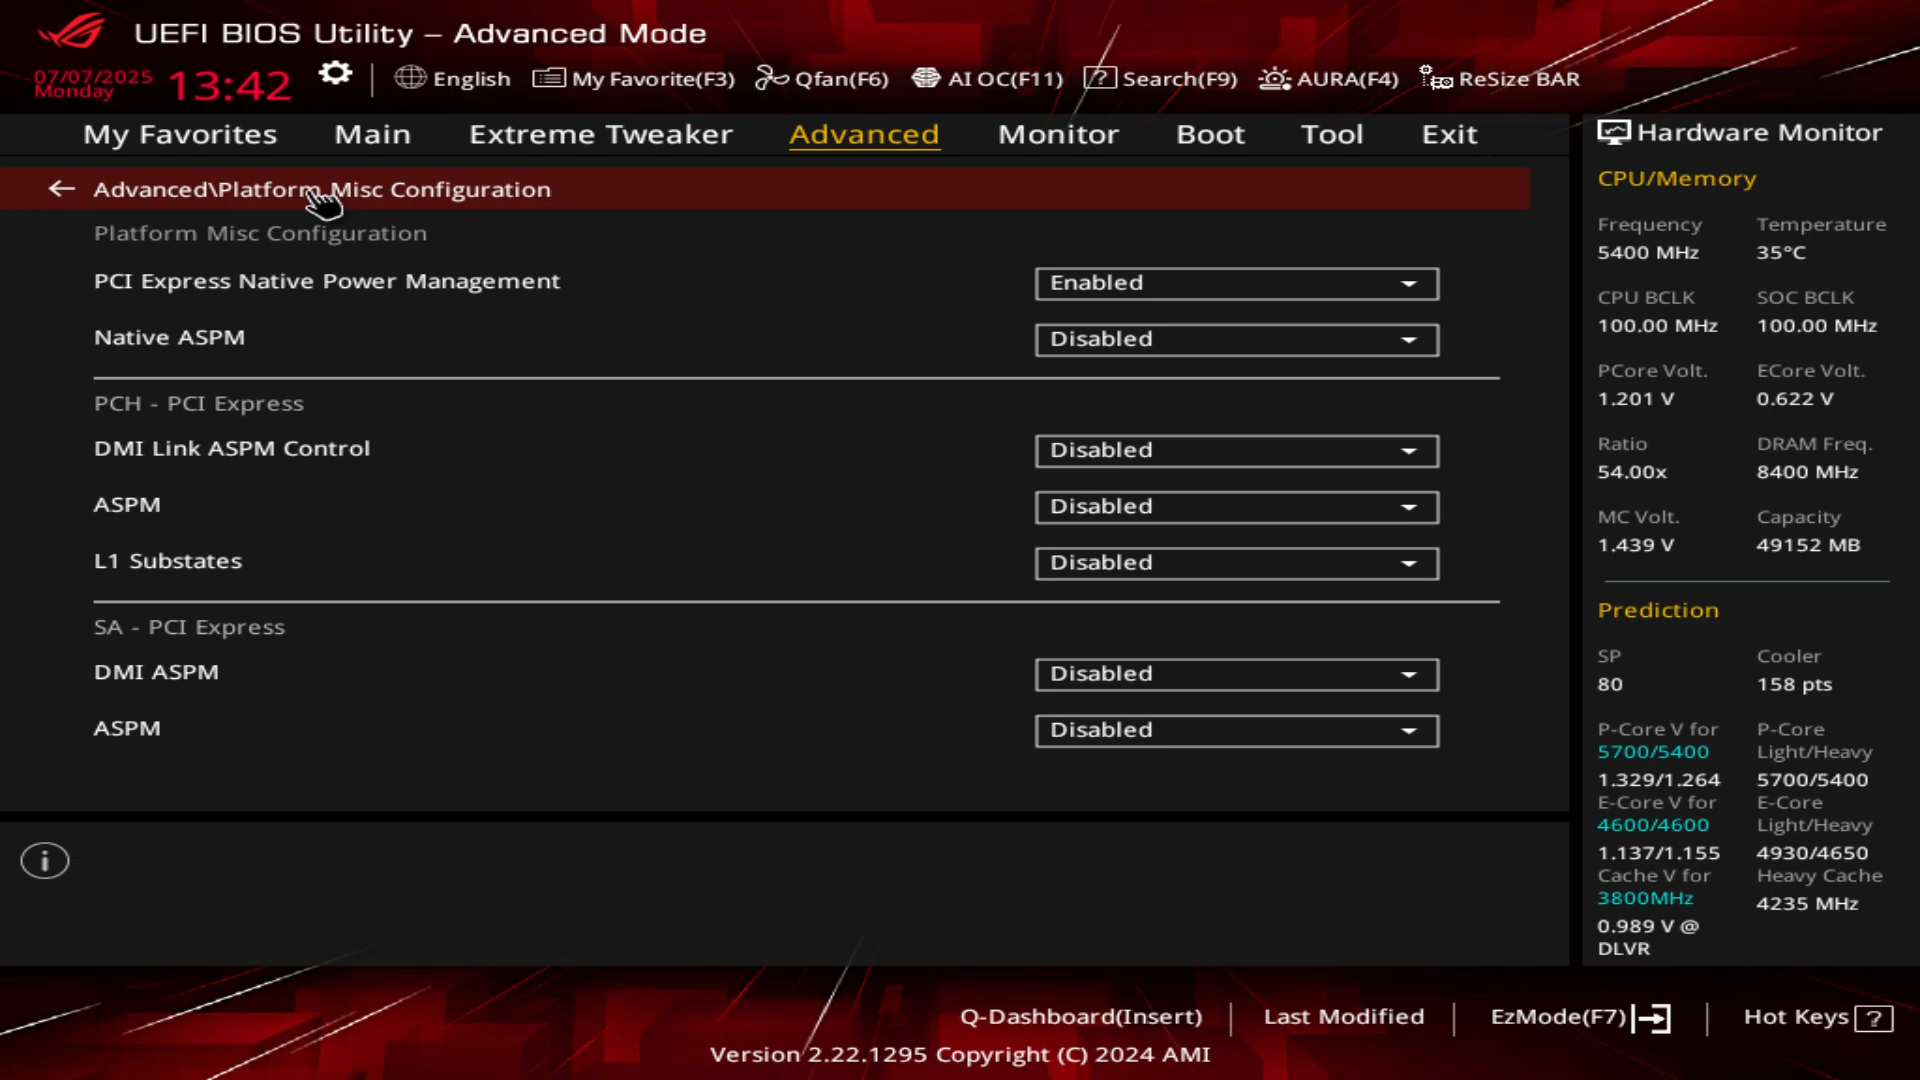 UEFI BIOS Utility – Advanced Mode
07/07/2025
Monday
13:42
English
My Favorite(F3)
Qfan(F6)
AI OC(F11)
Search(F9)
AURA(F4)
ReSize BAR
My Favorites
Main
Extreme Tweaker
Advanced
Monitor
Boot
Tool
Exit
Advanced\Platform Misc Configuration
Platform Misc Configuration
PCI Express Native Power Management Enabled
Native ASPM Disabled
PCH - PCI Express
DMI Link ASPM Control Disabled
ASPM Disabled
L1 Substates Disabled
SA - PCI Express
DMI ASPM Disabled
ASPM Disabled
Hardware Monitor
CPU/Memory
Frequency Temperature
5400 MHz 35°C
CPU BCLK SOC BCLK
100.00 MHz 100.00 MHz
PCore Volt. ECore Volt.
1.201 V 0.622 V
Ratio DRAM Freq.
54.00x 8400 MHz
MC Volt. Capacity
1.439 V 49152 MB
Prediction
SP Cooler
80 158 pts
P-Core V for P-Core
5700/5400 Light/Heavy
1.329/1.264 5700/5400
E-Core V for E-Core
4600/4600 Light/Heavy
1.137/1.155 4930/4650
Cache V for Heavy Cache
3800MHz 4235 MHz
0.989 V @
DLVR
Q-Dashboard(Insert)
Last Modified
EzMode(F7)
Hot Keys ?
Version 2.22.1295 Copyright (C) 2024 AMI